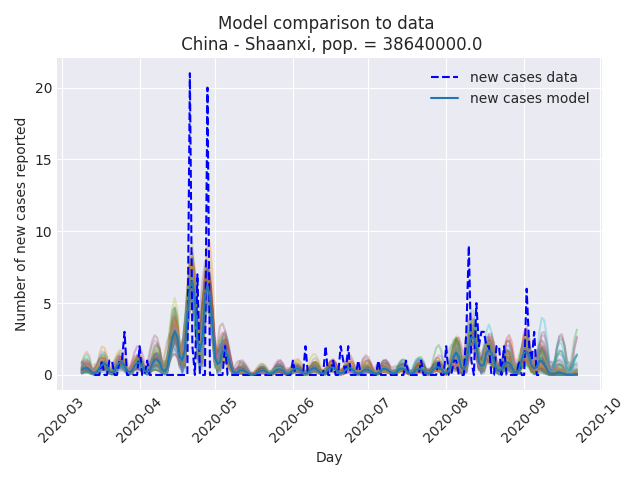 Model comparison to data
China - Shaanxi, pop. = 38640000.0
new cases data
new cases model
Number of new cases reported
20
15
10
5
0
2020-03
2020-04
2020-05
2020-06
2020-07
2020-08
2020-09
2020-10
Day